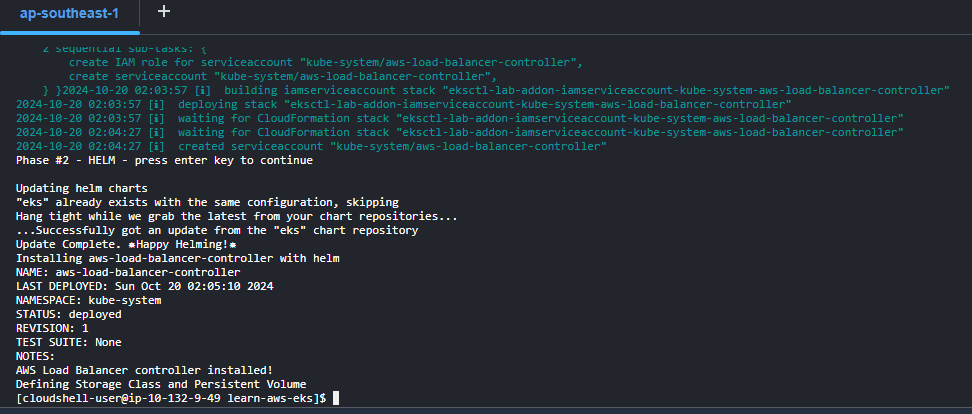 ap-southeast-1 +
2 sequential sub-tasks: {
create IAM role for serviceaccount "kube-system/aws-load-balancer-controller",
create serviceaccount "kube-system/aws-load-balancer-controller",
} }2024-10-20 02:03:57 [ℹ]  building iamserviceaccount stack "eksctl-lab-addon-iamserviceaccount-kube-system-aws-load-balancer-controller"
2024-10-20 02:03:57 [ℹ]  deploying stack "eksctl-lab-addon-iamserviceaccount-kube-system-aws-load-balancer-controller"
2024-10-20 02:03:57 [ℹ]  waiting for CloudFormation stack "eksctl-lab-addon-iamserviceaccount-kube-system-aws-load-balancer-controller"
2024-10-20 02:04:27 [ℹ]  waiting for CloudFormation stack "eksctl-lab-addon-iamserviceaccount-kube-system-aws-load-balancer-controller"
2024-10-20 02:04:27 [ℹ]  created serviceaccount "kube-system/aws-load-balancer-controller"
Phase #2 - HELM - press enter key to continue
Updating helm charts
"eks" already exists with the same configuration, skipping
Hang tight while we grab the latest from your chart repositories...
...Successfully got an update from the "eks" chart repository
Update Complete. ⎈Happy Helming!⎈
Installing aws-load-balancer-controller with helm
NAME: aws-load-balancer-controller
LAST DEPLOYED: Sun Oct 20 02:05:10 2024
NAMESPACE: kube-system
STATUS: deployed
REVISION: 1
TEST SUITE: None
NOTES:
AWS Load Balancer controller installed!
Defining Storage Class and Persistent Volume
[cloudshell-user@ip-10-132-9-49 learn-aws-eks]$